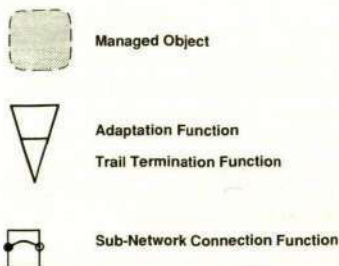 Managed Object
Adaptation Function
Trail Termination Function
Sub-Network Connection Function